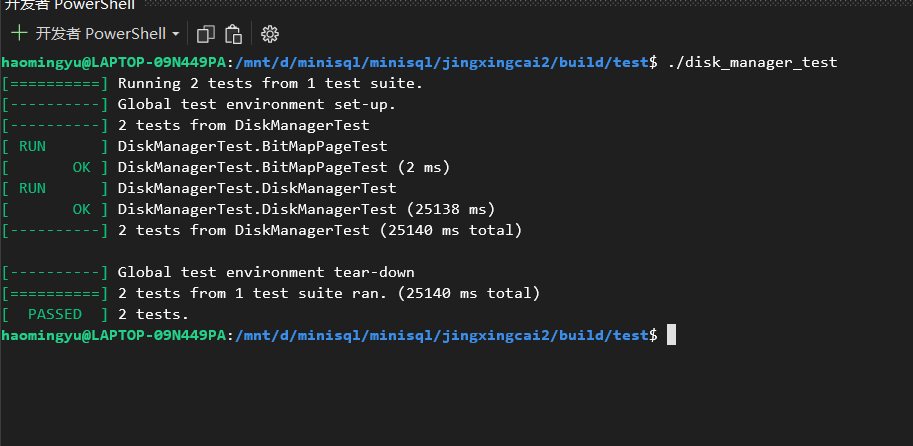 开发者 PowerShell
开发者 PowerShell
haomingyu@LAPTOP-09N449PA:/mnt/d/minisql/minisql/jingxingcai2/build/test$ ./disk_manager_test
[==========] Running 2 tests from 1 test suite.
[----------] Global test environment set-up.
[----------] 2 tests from DiskManagerTest
[ RUN      ] DiskManagerTest.BitMapPageTest
[       OK ] DiskManagerTest.BitMapPageTest (2 ms)
[ RUN      ] DiskManagerTest.DiskManagerTest
[       OK ] DiskManagerTest.DiskManagerTest (25138 ms)
[----------] 2 tests from DiskManagerTest (25140 ms total)
[----------] Global test environment tear-down
[==========] 2 tests from 1 test suite ran. (25140 ms total)
[  PASSED  ] 2 tests.
haomingyu@LAPTOP-09N449PA:/mnt/d/minisql/minisql/jingxingcai2/build/test$